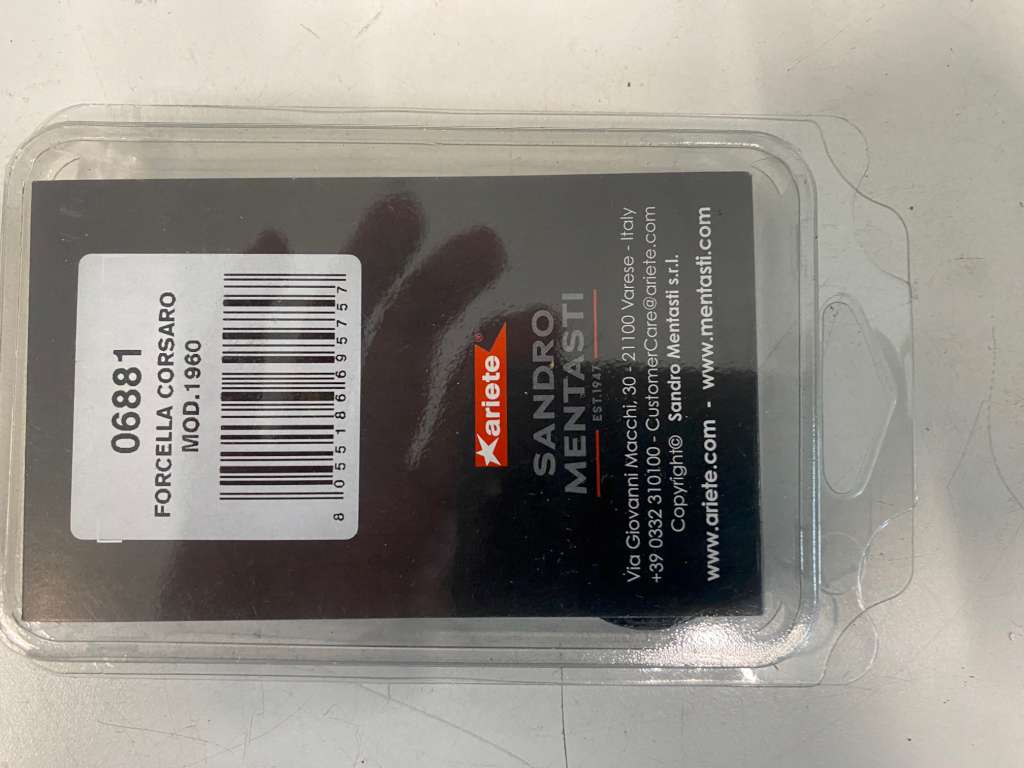 06881
FORCELLA CORSARO
MOD.1960
8 055186 695757
ariete®
SANDRO
MENTASTI
EST.1947
Via Giovanni Macchi, 30 - 21100 Varese - Italy
+39 0332 310100 - CustomerCare@ariete.com
Copyright© Sandro Mentasti s.r.l.
www.ariete.com - www.mentasti.com